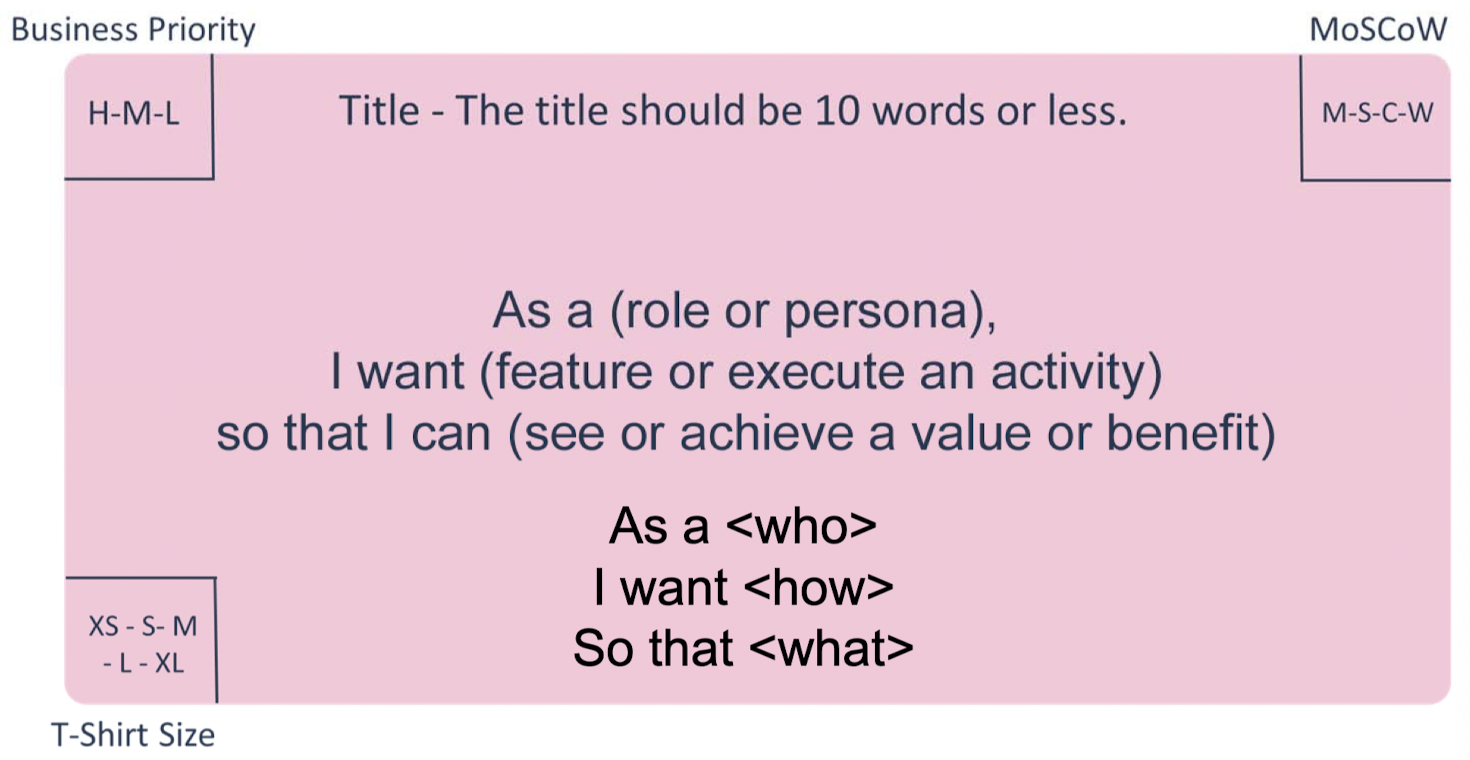 Business Priority
MoSCoW
H-M-L
Title - The title should be 10 words or less.
M-S-C-W
As a (role or persona),
I want (feature or execute an activity)
so that I can (see or achieve a value or benefit)
As a <who>
I want <how>
So that <what>
XS - S- M
- L - XL
T-Shirt Size